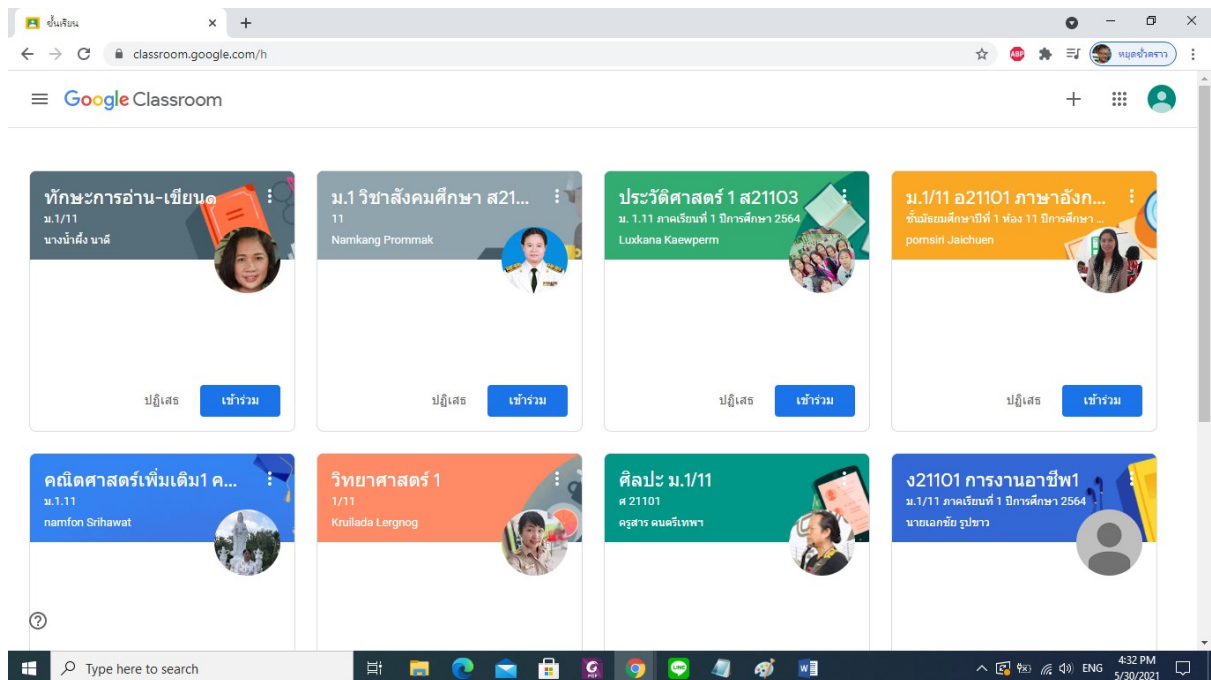 ชั้นเรียน
classroom.google.com/h
ABP
หยุดชั่วคราว
Google Classroom
ทักษะการอ่าน-เขียน๑
ม.1/11
นางน้ำผึ้ง นาดี
ม.1 วิชาสังคมศึกษา ส21...
11
Namkang Prommak
ประวัติศาสตร์ 1 ส21103
ม. 1.11 ภาคเรียนที่ 1 ปีการศึกษา 2564
Luxkana Kaewperm
ม.1/11 อ21101 ภาษาอังก...
ชั้นมัธยมศึกษาปีที่ 1 ห้อง 11 ปีการศึกษา ...
pornsiri Jaichuen
ปฏิเสธ เข้าร่วม ปฏิเสธ เข้าร่วม ปฏิเสธ เข้าร่วม ปฏิเสธ เข้าร่วม
คณิตศาสตร์เพิ่มเติม1 ค...
ม.1.11
namfon Srihawat
วิทยาศาสตร์ 1
1/11
Kruilada Lergnog
ศิลปะ ม.1/11
ศ 21101
ครูสาร ดนตรีเทพฯ
ง21101 การงานอาชีพ1
ม.1/11 ภาคเรียนที่ 1 ปีการศึกษา 2564
นายเอกชัย รูปขาว
Type here to search
ENG
4:32 PM
5/30/2021